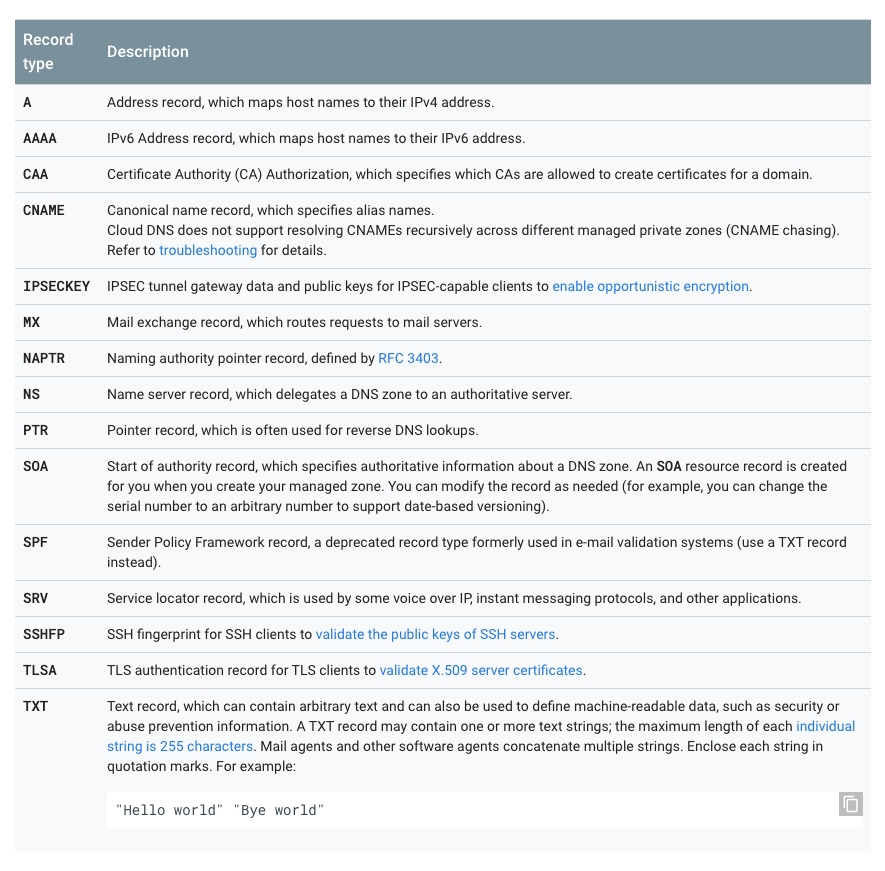 Record type Description
A Address record, which maps host names to their IPv4 address.
AAAA IPv6 Address record, which maps host names to their IPv6 address.
CAA Certificate Authority (CA) Authorization, which specifies which CAs are allowed to create certificates for a domain.
CNAME Canonical name record, which specifies alias names.
Cloud DNS does not support resolving CNAMEs recursively across different managed private zones (CNAME chasing).
Refer to troubleshooting for details.
IPSECKEY IPSEC tunnel gateway data and public keys for IPSEC-capable clients to enable opportunistic encryption.
MX Mail exchange record, which routes requests to mail servers.
NAPTR Naming authority pointer record, defined by RFC 3403.
NS Name server record, which delegates a DNS zone to an authoritative server.
PTR Pointer record, which is often used for reverse DNS lookups.
SOA Start of authority record, which specifies authoritative information about a DNS zone. An SOA resource record is created
for you when you create your managed zone. You can modify the record as needed (for example, you can change the
serial number to an arbitrary number to support date-based versioning).
SPF Sender Policy Framework record, a deprecated record type formerly used in e-mail validation systems (use a TXT record
instead).
SRV Service locator record, which is used by some voice over IP, instant messaging protocols, and other applications.
SSHFP SSH fingerprint for SSH clients to validate the public keys of SSH servers.
TLSA TLS authentication record for TLS clients to validate X.509 server certificates.
TXT Text record, which can contain arbitrary text and can also be used to define machine-readable data, such as security or
abuse prevention information. A TXT record may contain one or more text strings; the maximum length of each individual
string is 255 characters. Mail agents and other software agents concatenate multiple strings. Enclose each string in
quotation marks. For example:
"Hello world" "Bye world"